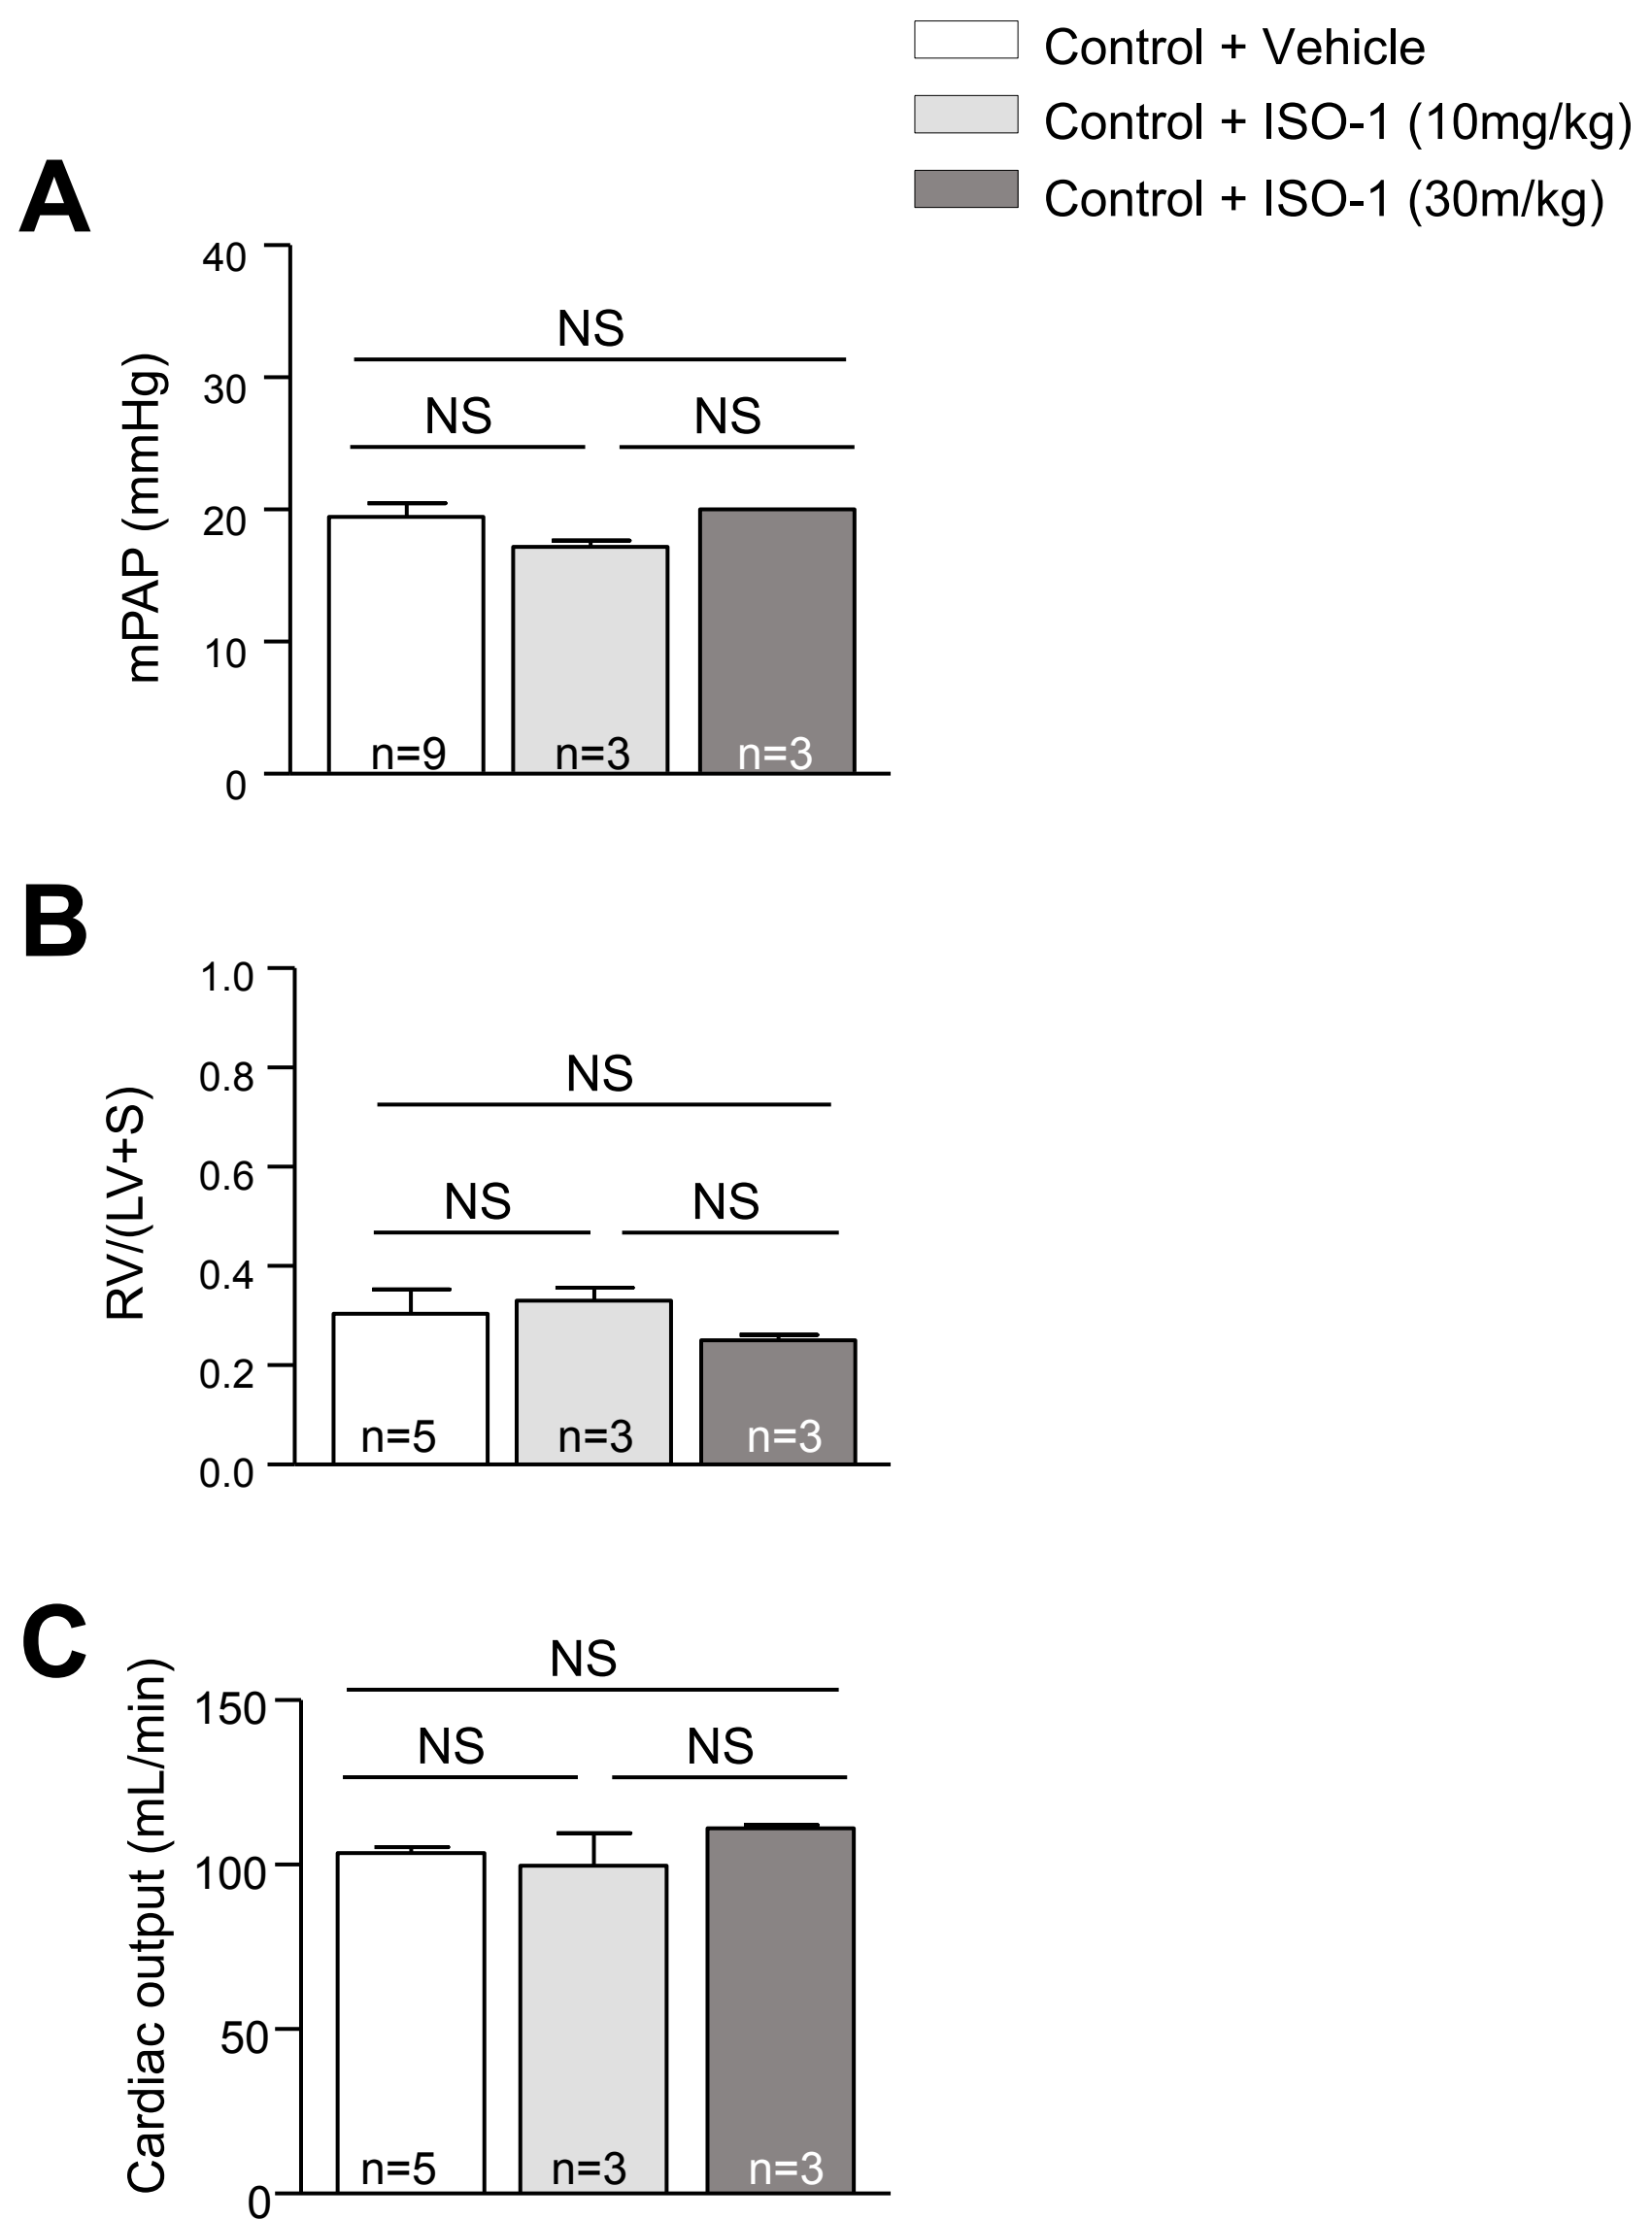 Control + Vehicle
Control + ISO-1 (10mg/kg)
Control + ISO-1 (30m/kg)
A
mPAP (mmHg)
40
30
20
10
0
NS
NS
NS
n=9
n=3
n=3
B
RV/(LV+S)
1.0
0.8
0.6
0.4
0.2
0.0
NS
NS
NS
n=5
n=3
n=3
C
Cardiac output (mL/min)
150
100
50
0
NS
NS
NS
n=5
n=3
n=3